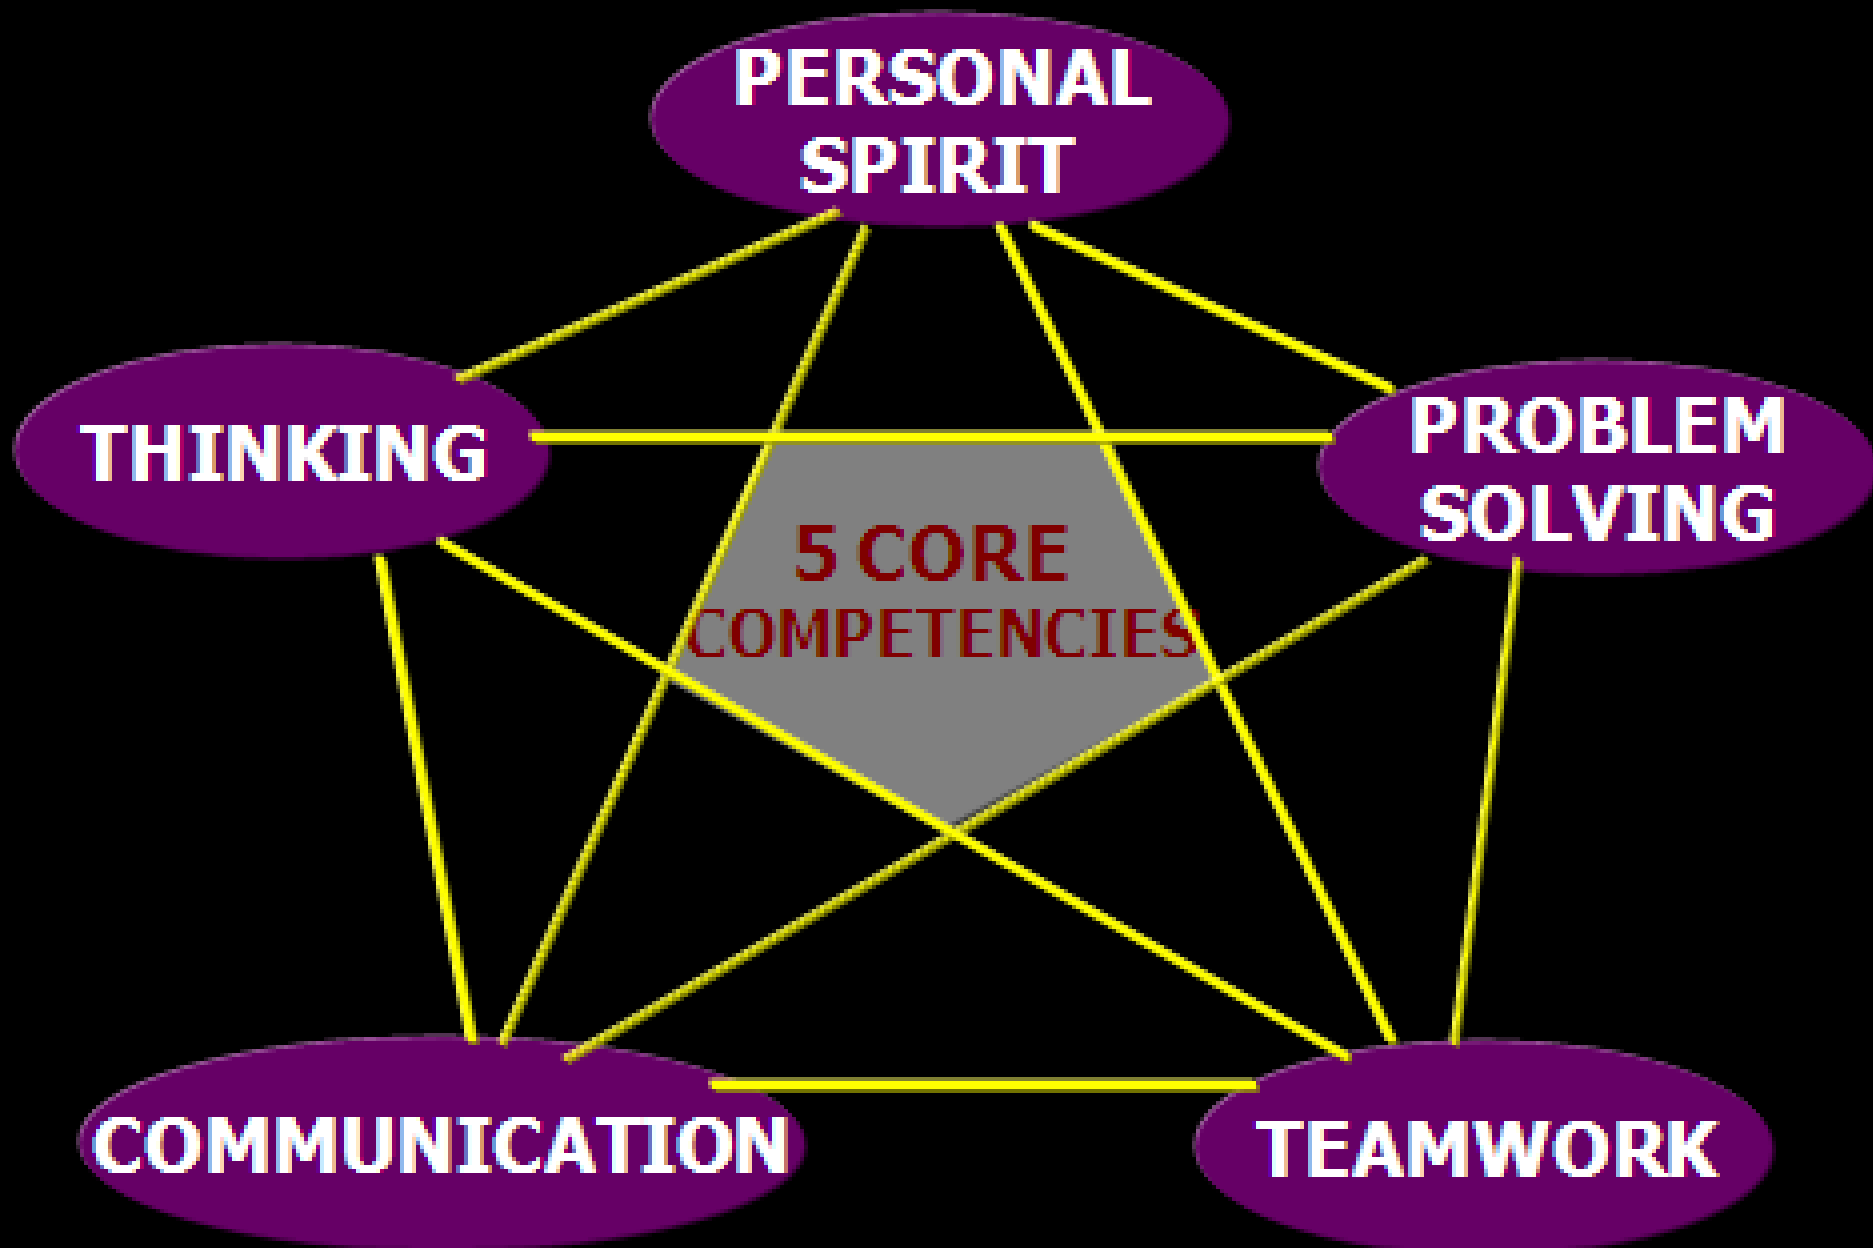 PERSONAL
SPIRIT
THINKING
PROBLEM
SOLVING
5 CORE
COMPETENCIES
COMMUNICATION
TEAMWORK